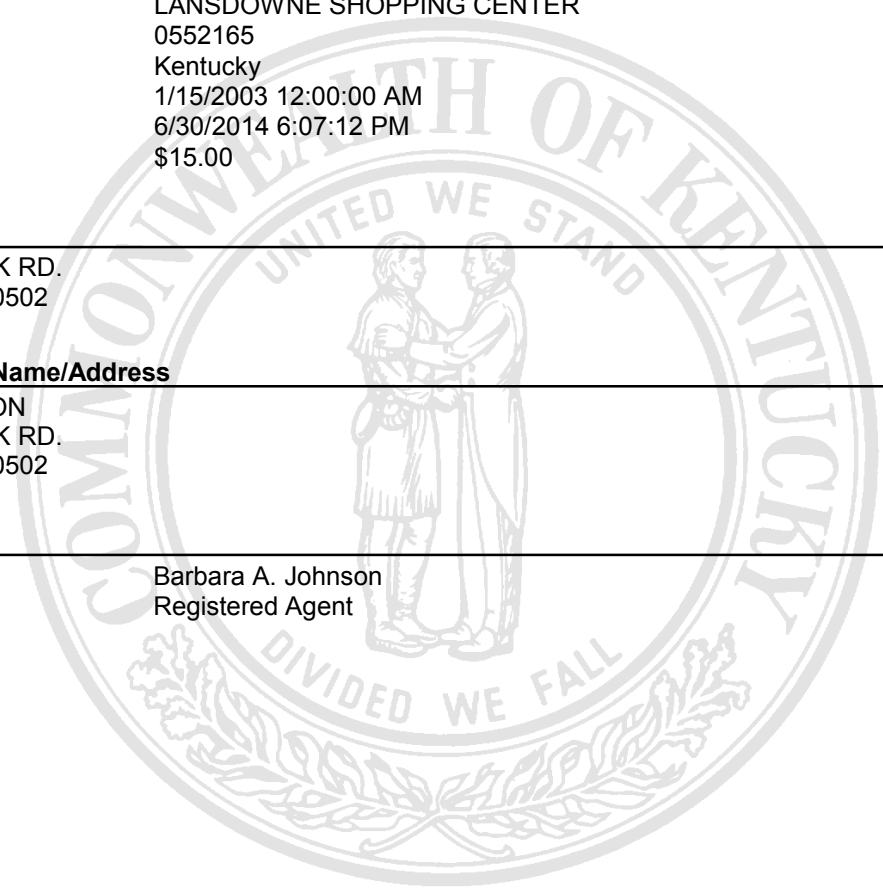 LANSDOWNE SHOPPING CENTER
0552165
Kentucky
1/15/2003 12:00:00 AM
6/30/2014 6:07:12 PM
$15.00
K RD.
0502
Name/Address
ON
K RD.
0502
Barbara A. Johnson
Registered Agent
COMMONWEALTH OF KENTUCKY
UNITED WE STAND
DIVIDED WE FALL